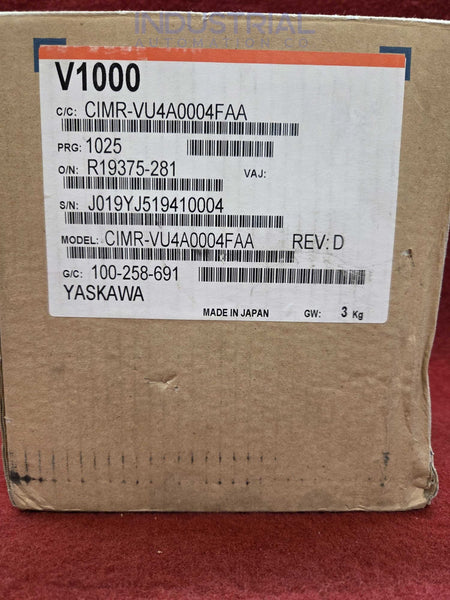 INDUSTRIAL
V1000
C/C: CIMR-VU4A0004FAA
PRG: 1025
O/N: R19375-281 VAJ:
S/N: J019YJ519410004
MODEL: CIMR-VU4A0004FAA REV: D
G/C: 100-258-691
YASKAWA
MADE IN JAPAN GW: 3 Kg